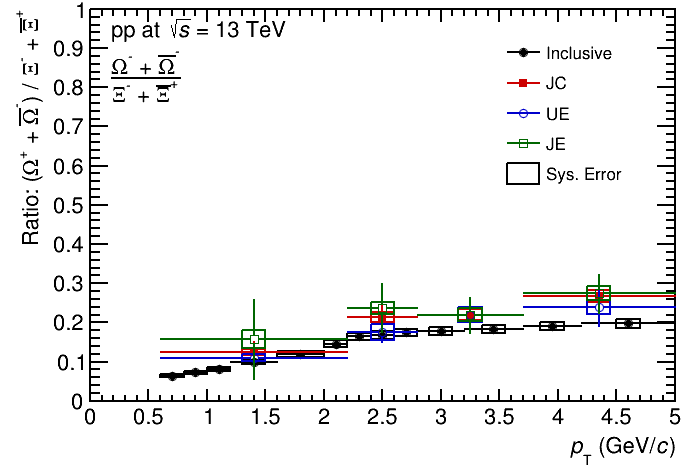 pp at √s = 13 TeV
Ω⁻ + Ω̅⁻
Ξ⁻ + Ξ̅⁺
Inclusive
JC
UE
JE
Sys. Error
Ratio: (Ω⁺ + Ω̅⁻) / Ξ⁻ + Ξ̅⁺
1
0.9
0.8
0.7
0.6
0.5
0.4
0.3
0.2
0.1
0
0 0.5 1 1.5 2 2.5 3 3.5 4 4.5 5
p_T (GeV/c)